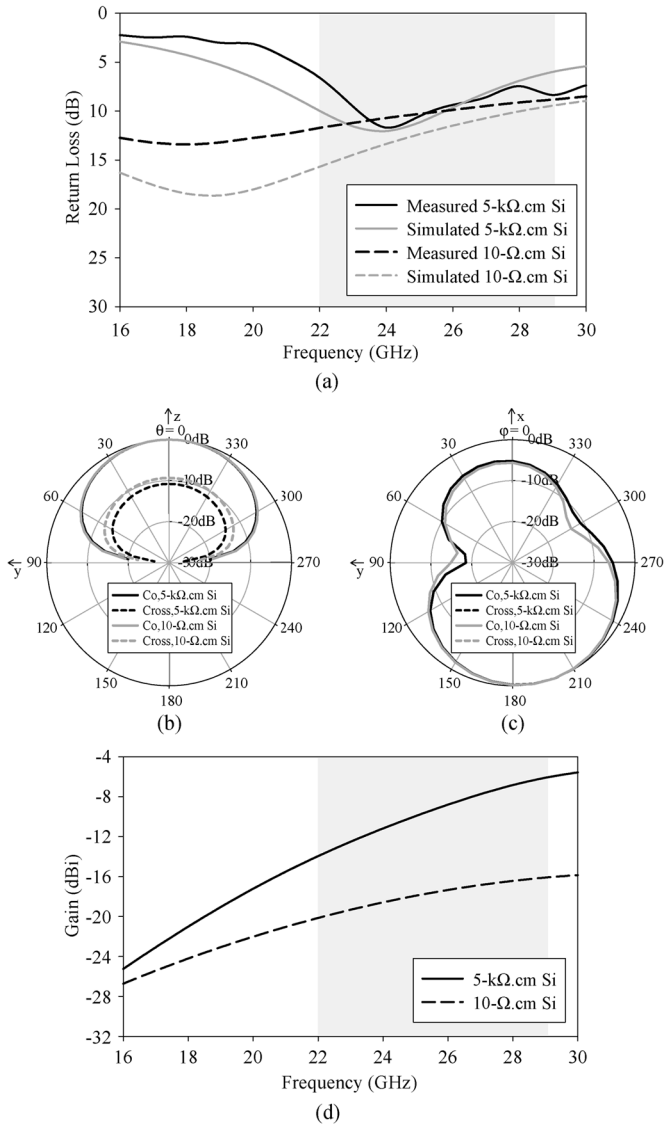 0
5
10
15
20
25
30
Return Loss (dB)
Measured 5-kΩ.cm Si
Simulated 5-kΩ.cm Si
Measured 10-Ω.cm Si
Simulated 10-Ω.cm Si
16 18 20 22 24 26 28 30
Frequency (GHz)
(a)
z
θ= 0
0dB
30 330
-10dB
60 300
-20dB
-30dB
y 90 270
Co,5-kΩ.cm Si
Cross,5-kΩ.cm Si
Co,10-Ω.cm Si
Cross,10-Ω.cm Si
120 240
150 210
180
(b)
x
φ= 0
0dB
30 330
-10dB
60 300
-20dB
-30dB
y 90 270
Co,5-kΩ.cm Si
Cross,5-kΩ.cm Si
Co,10-Ω.cm Si
Cross,10-Ω.cm Si
120 240
150 210
180
(c)
-4
-8
-12
-16
-20
-24
-28
-32
Gain (dBi)
5-kΩ.cm Si
10-Ω.cm Si
16 18 20 22 24 26 28 30
Frequency (GHz)
(d)